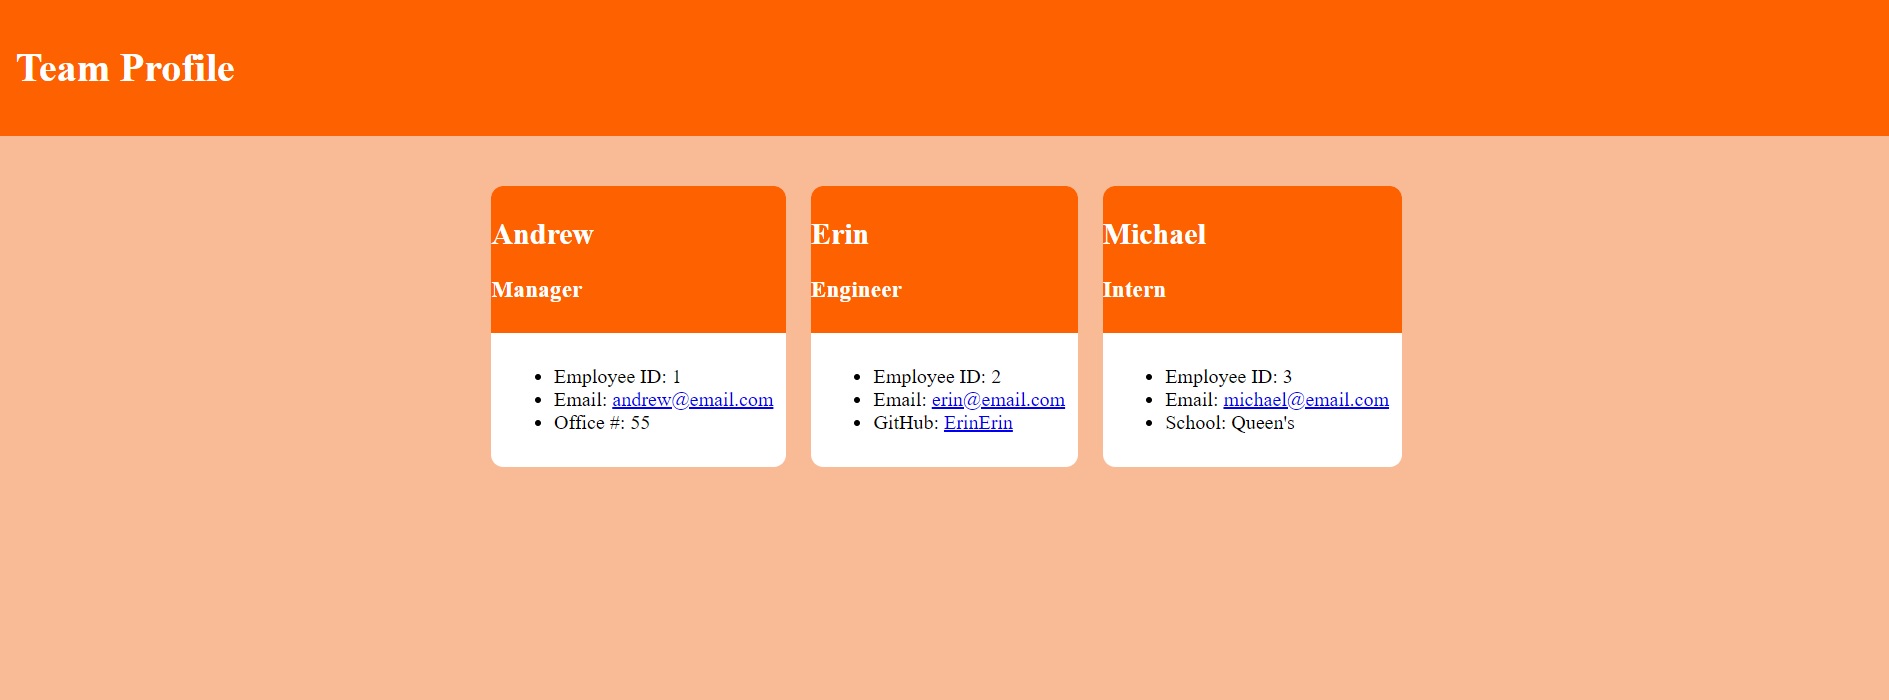 Team Profile
Andrew
Manager
Employee ID: 1
Email: andrew@email.com
Office #: 55
Erin
Engineer
Employee ID: 2
Email: erin@email.com
GitHub: ErinErin
Michael
Intern
Employee ID: 3
Email: michael@email.com
School: Queen's